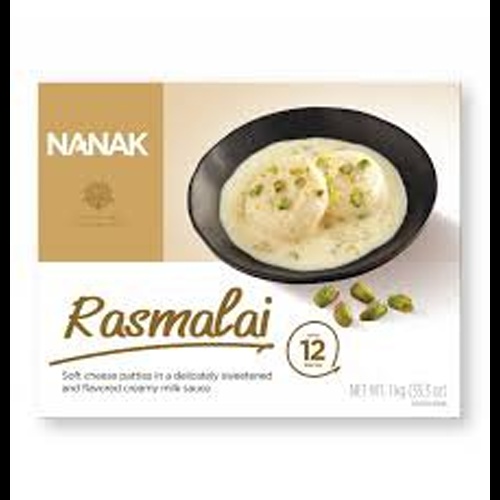 NANAK
Rasmalai
12
Soft cheese patties in a delicately sweetened
and flavored creamy milk sauce
NET WT. 1kg (35.3 oz)